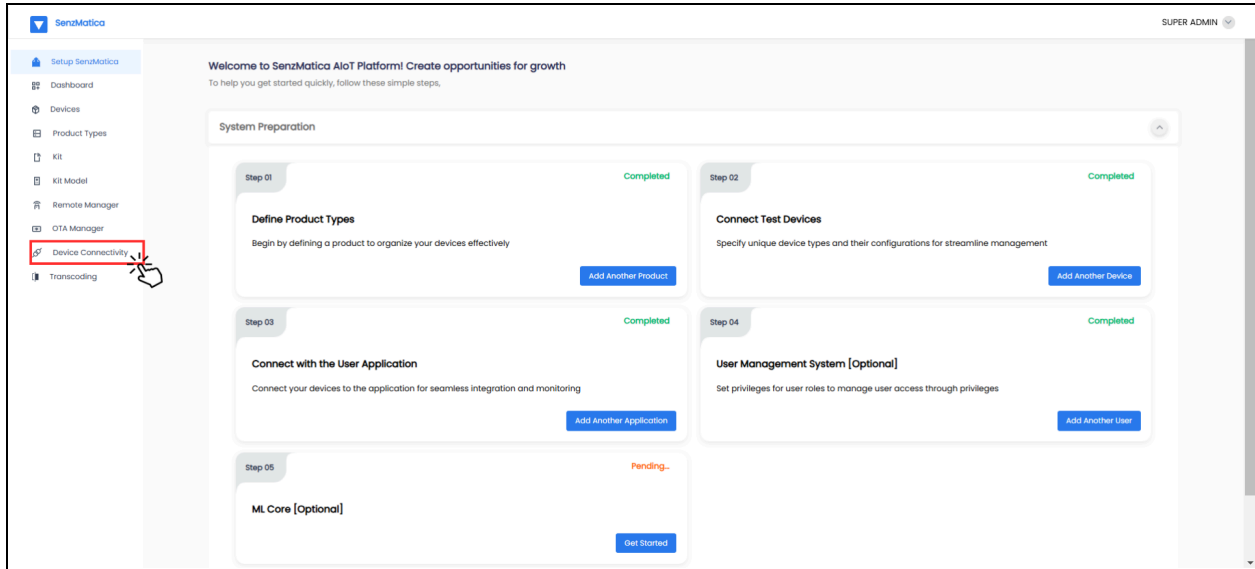 SenzMatica
SUPER ADMIN
Setup SenzMatica
Dashboard
Devices
Product Types
Kit
Kit Model
Remote Manager
OTA Manager
Device Connectivity
Transcoding
Welcome to SenzMatica AIoT Platform! Create opportunities for growth
To help you get started quickly, follow these simple steps,
System Preparation
Step 01
Completed
Define Product Types
Begin by defining a product to organize your devices effectively
Add Another Product
Step 02
Completed
Connect Test Devices
Specify unique device types and their configurations for streamline management
Add Another Device
Step 03
Completed
Connect with the User Application
Connect your devices to the application for seamless integration and monitoring
Add Another Application
Step 04
Completed
User Management System [Optional]
Set privileges for user roles to manage user access through privileges
Add Another User
Step 05
Pending...
ML Core [Optional]
Get Started